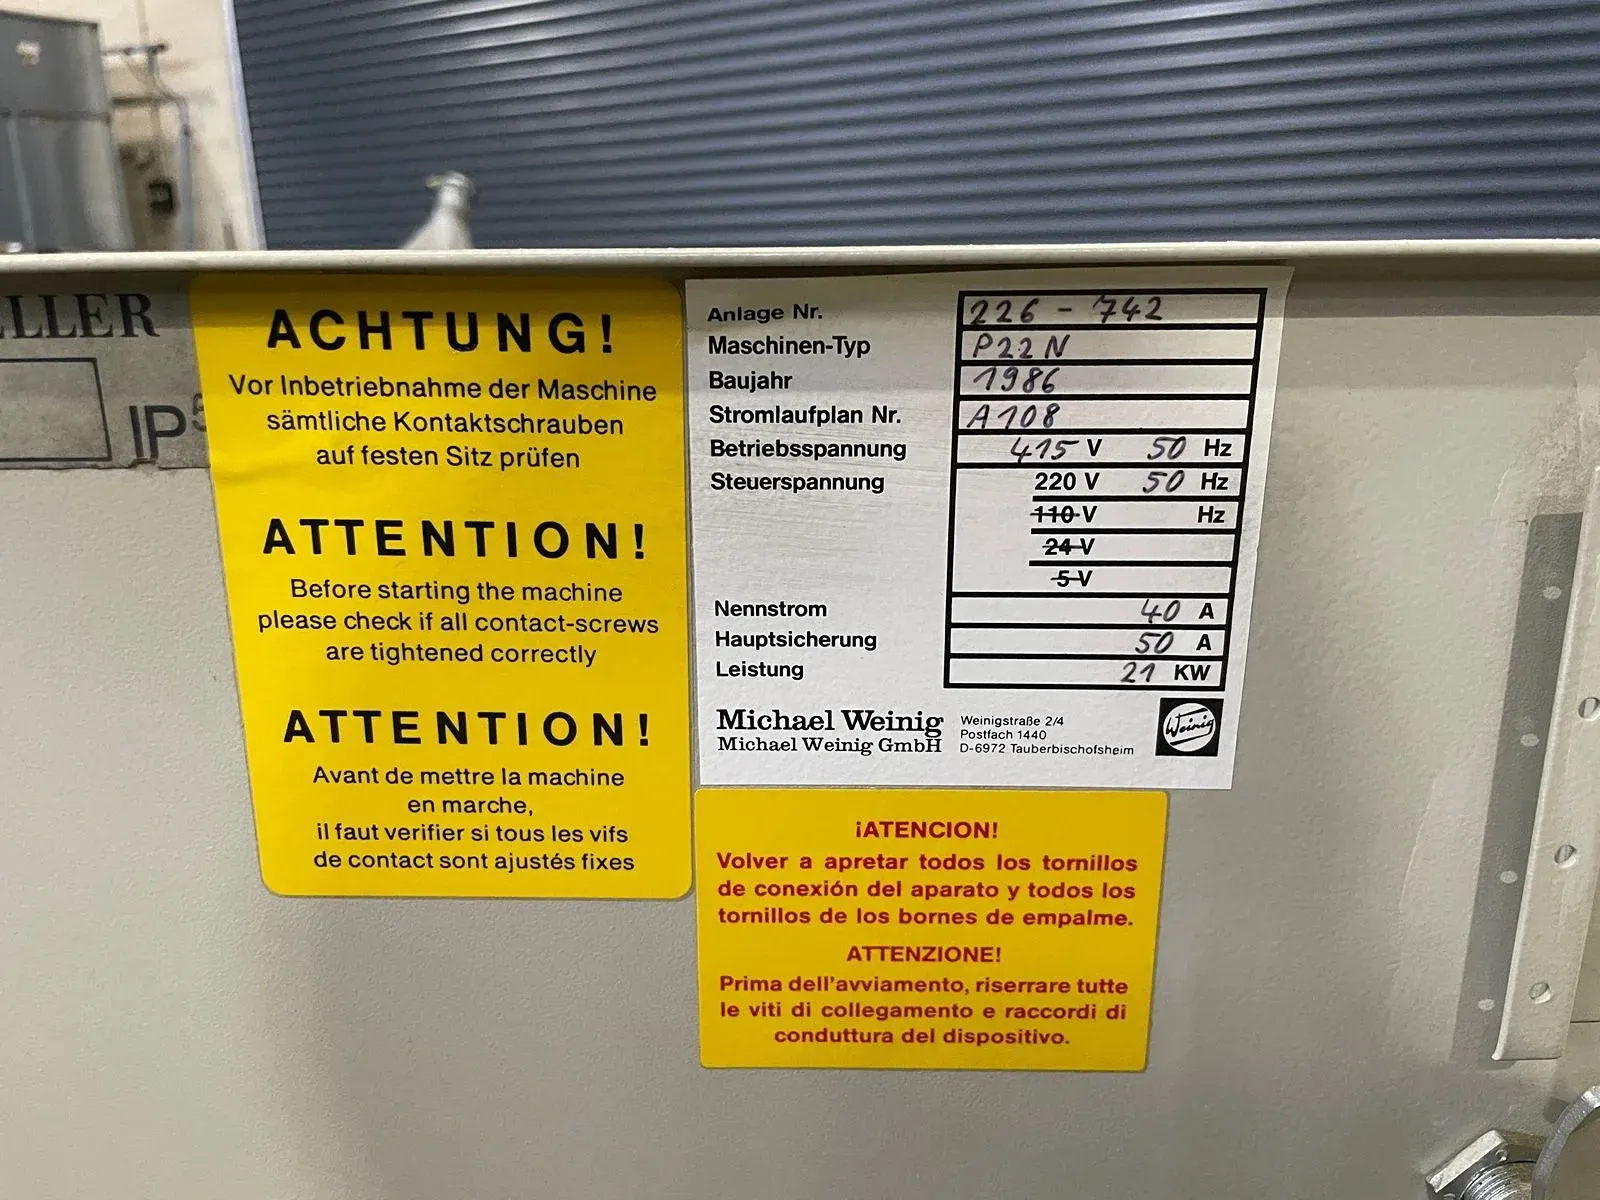 LLER
IP5
ACHTUNG!
Vor Inbetriebnahme der Maschine
sämtliche Kontaktschrauben
auf festen Sitz prüfen
ATTENTION!
Before starting the machine
please check if all contact-screws
are tightened correctly
ATTENTION!
Avant de mettre la machine
en marche,
il faut verifier si tous les vifs
de contact sont ajustés fixes
Anlage Nr. 226-742
Maschinen-Typ P22N
Baujahr 1986
Stromlaufplan Nr. A108
Betriebsspannung 415 V 50 Hz
Steuerspannung 220 V 50 Hz
110 V Hz
24 V
5 V
Nennstrom 40 A
Hauptsicherung 50 A
Leistung 21 KW
Michael Weinig
Michael Weinig GmbH
Weinigstraße 2/4
Postfach 1440
D-6972 Tauberbischofsheim
Weinig
¡ATENCION!
Volver a apretar todos los tornillos
de conexión del aparato y todos los
tornillos de los bornes de empalme.
ATTENZIONE!
Prima dell'avviamento, riserrare tutte
le viti di collegamento e raccordi di
conduttura del dispositivo.